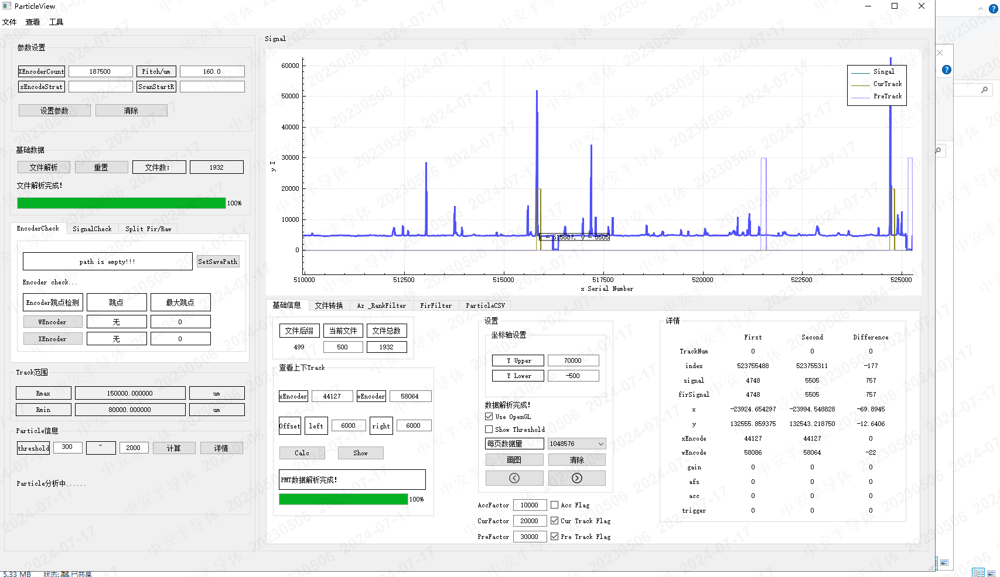 ParticleView
文件 查看 工具
参数设置
XEncoderCount 187500 Pitch/um 160.0
xEncodeStrat ScanStartR
设置参数 清除
基础数据
文件解析 重置 文件数: 1932
文件解析完成!
100%
EncoderCheck SignalCheck Split Fir/Raw
path is empty!!! SetSavePath
Encoder check...
Encoder跳点检测 跳点 最大跳点
WEncoder 无 0
XEncoder 无 0
Track范围
Rmax 150000.000000 um
Rmin 80000.000000 um
Particle信息
threshold 300 ~ 2000 计算 详情
Particle分析中......
Signal
60000
50000
40000
30000
20000
10000
0
y I
Singal
CurTrack
PreTrack
x = 515887, y = 5505
510000 512500 515000 517500 520000 522500 525000
x Serial Number
基础信息 文件转换 Az _RankFilter FirFilter ParticleCSV
文件后缀 当前文件 文件总数
499 500 1932
查看上下Track
xEncoder 44127 wEncoder 58064
Offset left 6000 right 6000
Calc Show
PMT数据解析完成!
100%
设置
坐标轴设置
Y Upper 70000
Y Lower -500
数据解析完成!
Use OpenGL
Show Threshold
每页数据量 1048576
画图 清除
AccFactor 10000 Acc Flag
CurFactor 20000 Cur Track Flag
PreFactor 30000 Pre Track Flag
详情
First Second Difference
TrackNum 0 0 0
index 523755488 523755311 -177
signal 4748 5505 757
firSignal 4748 5505 757
x -23924.654297 -23994.548828 -69.8945
y 132555.859375 132543.218750 -12.6406
xEncode 44127 44127 0
wEncode 58086 58064 -22
gain 0 0 0
afs 0 0 0
acc 0 0 0
trigger 0 0 0
5.33 MB 状态: 已共享
中安半导体 20230506 2024-07-17